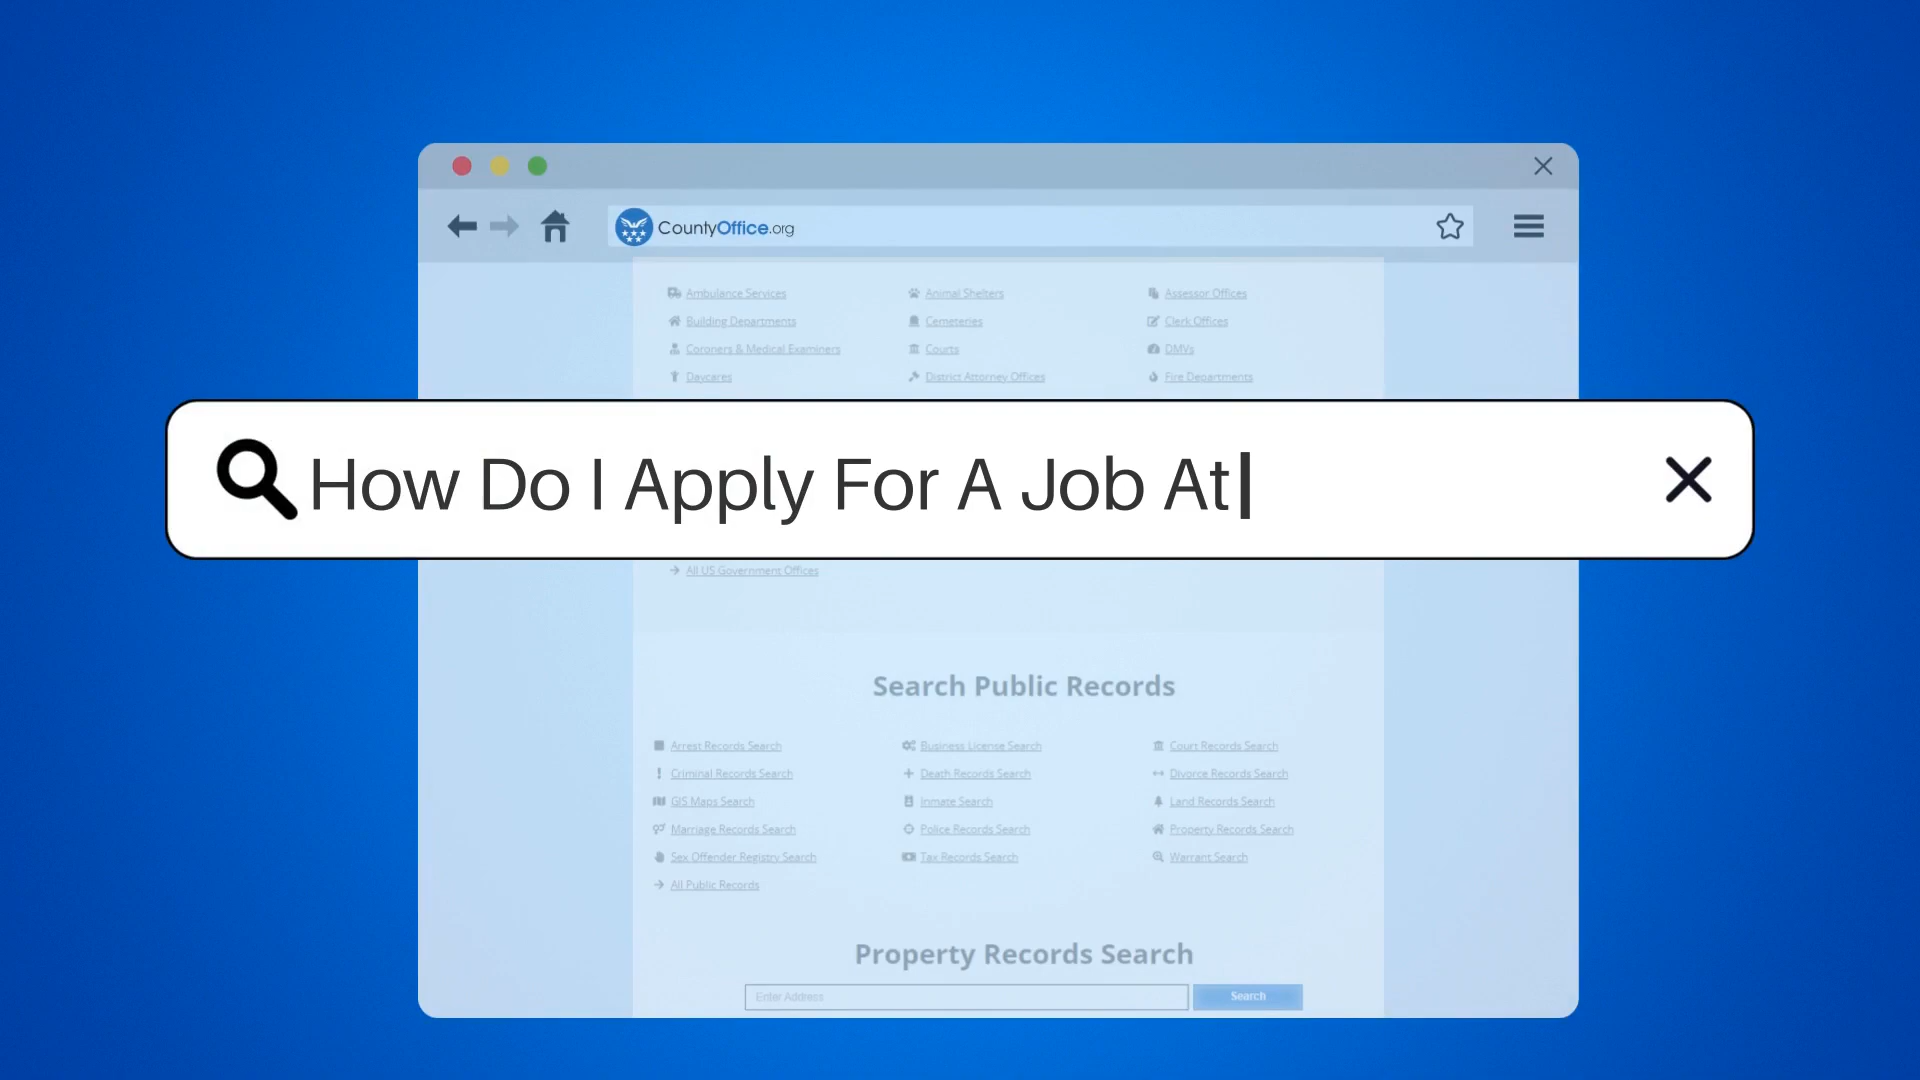 CountyOffice.org
Ambulance Services Animal Shelters Assessor Offices
Building Departments Cemeteries Clerk Offices
Coroners & Medical Examiners Courts DMVs
Daycares District Attorney Offices Fire Departments
How Do I Apply For A Job At
All US Government Offices
Search Public Records
Arrest Records Search Business License Search Court Records Search
Criminal Records Search Death Records Search Divorce Records Search
GIS Maps Search Inmate Search Land Records Search
Marriage Records Search Police Records Search Property Records Search
Sex Offender Registry Search Tax Records Search Warrant Search
All Public Records
Property Records Search
Enter Address Search